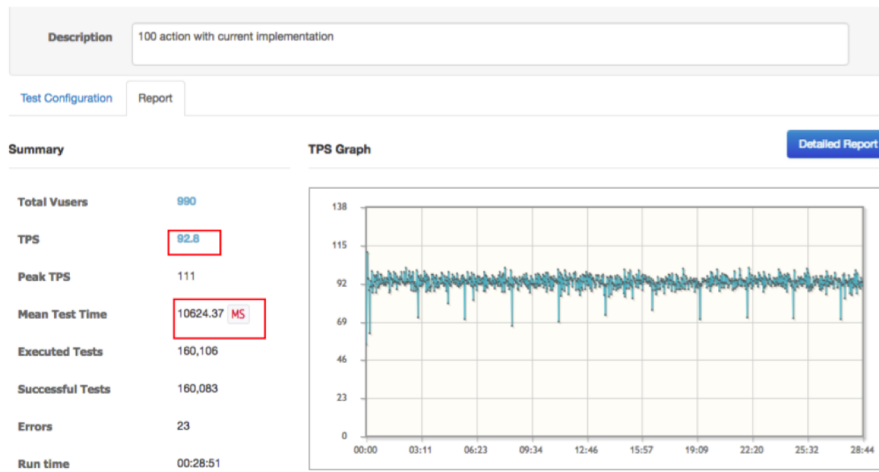 Description 100 action with current implementation
Test Configuration Report
Summary
Total Vusers 990
TPS 92.8
Peak TPS 111
Mean Test Time 10624.37 MS
Executed Tests 160,106
Successful Tests 160,083
Errors 23
Run time 00:28:51
TPS Graph Detailed Report
138
115
92
69
46
23
0
00:00 03:11 06:23 09:34 12:46 15:57 19:09 22:20 25:32 28:44